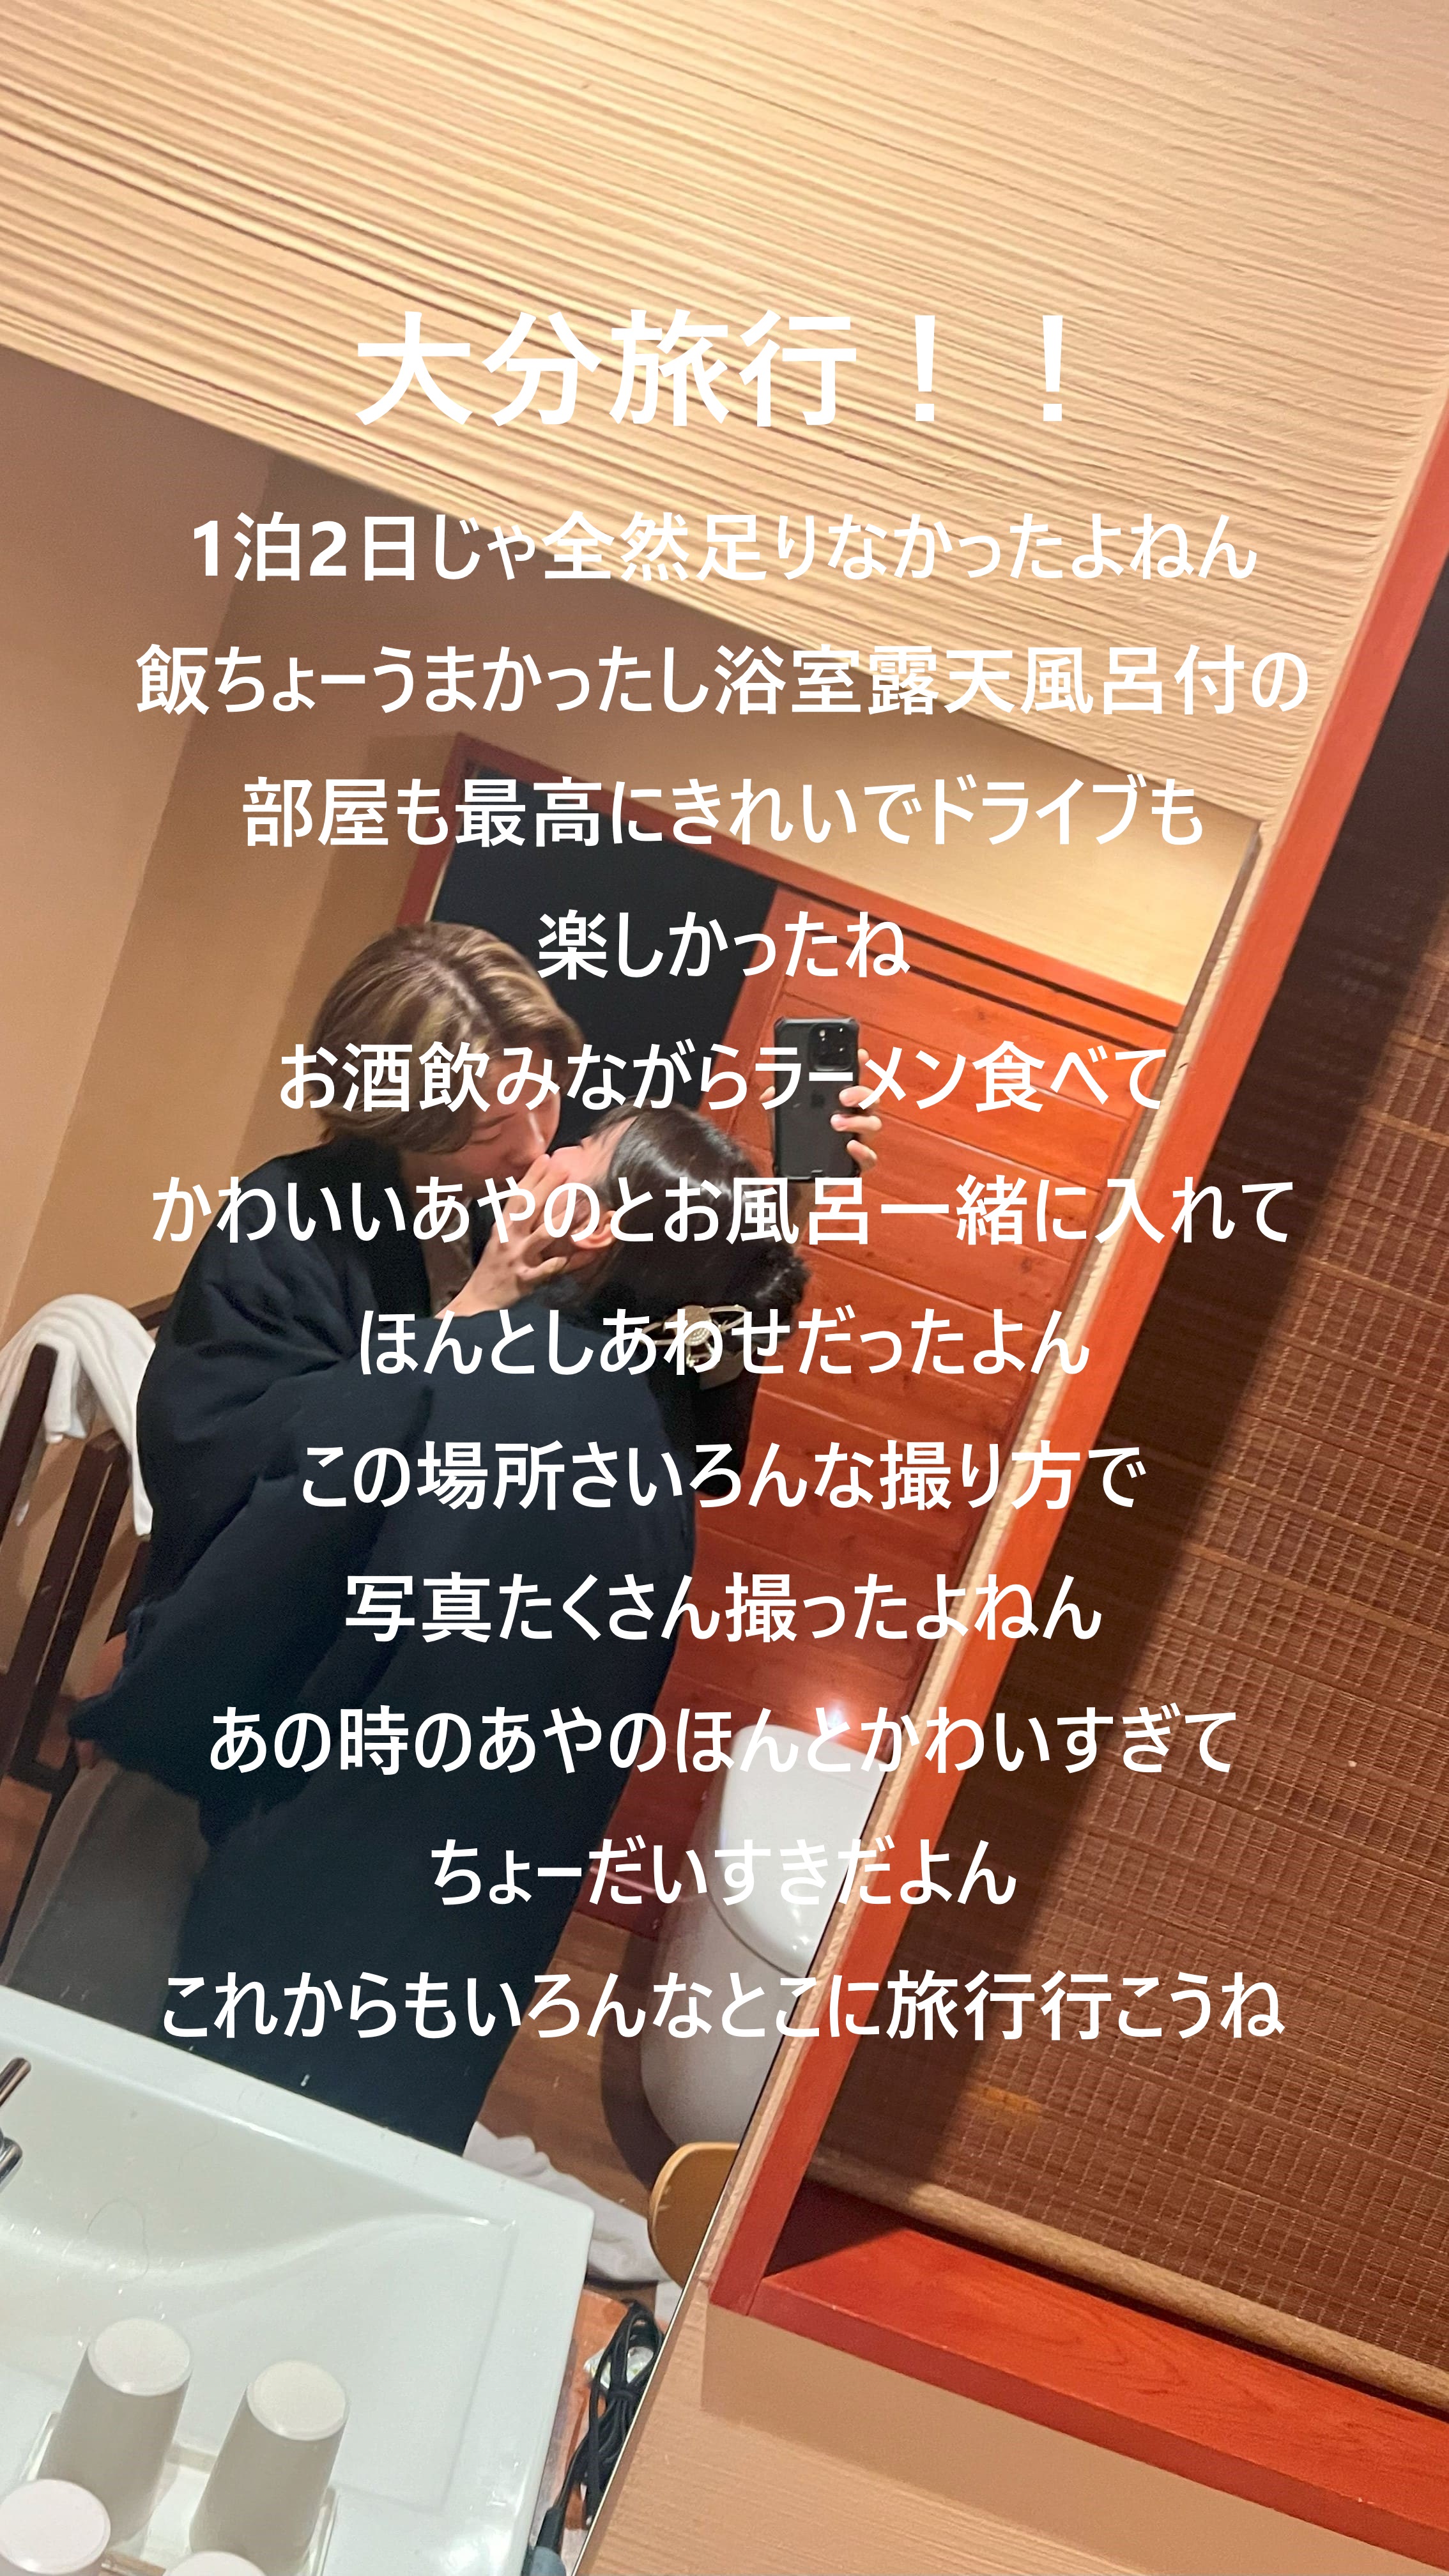 大分旅行！！
1泊2日じゃ全然足りなかったよねん
飯ちょーうまかったし浴室露天風呂付の
部屋も最高にきれいでドライブも
楽しかったね
お酒飲みながらラーメン食べて
かわいいあやのとお風呂一緒に入れて
ほんとしあわせだったよん
この場所さいろんな撮り方で
写真たくさん撮ったよねん
あの時のあやのほんとかわいすぎて
ちょーだいすきだよん
これからもいろんなとこに旅行行こうね